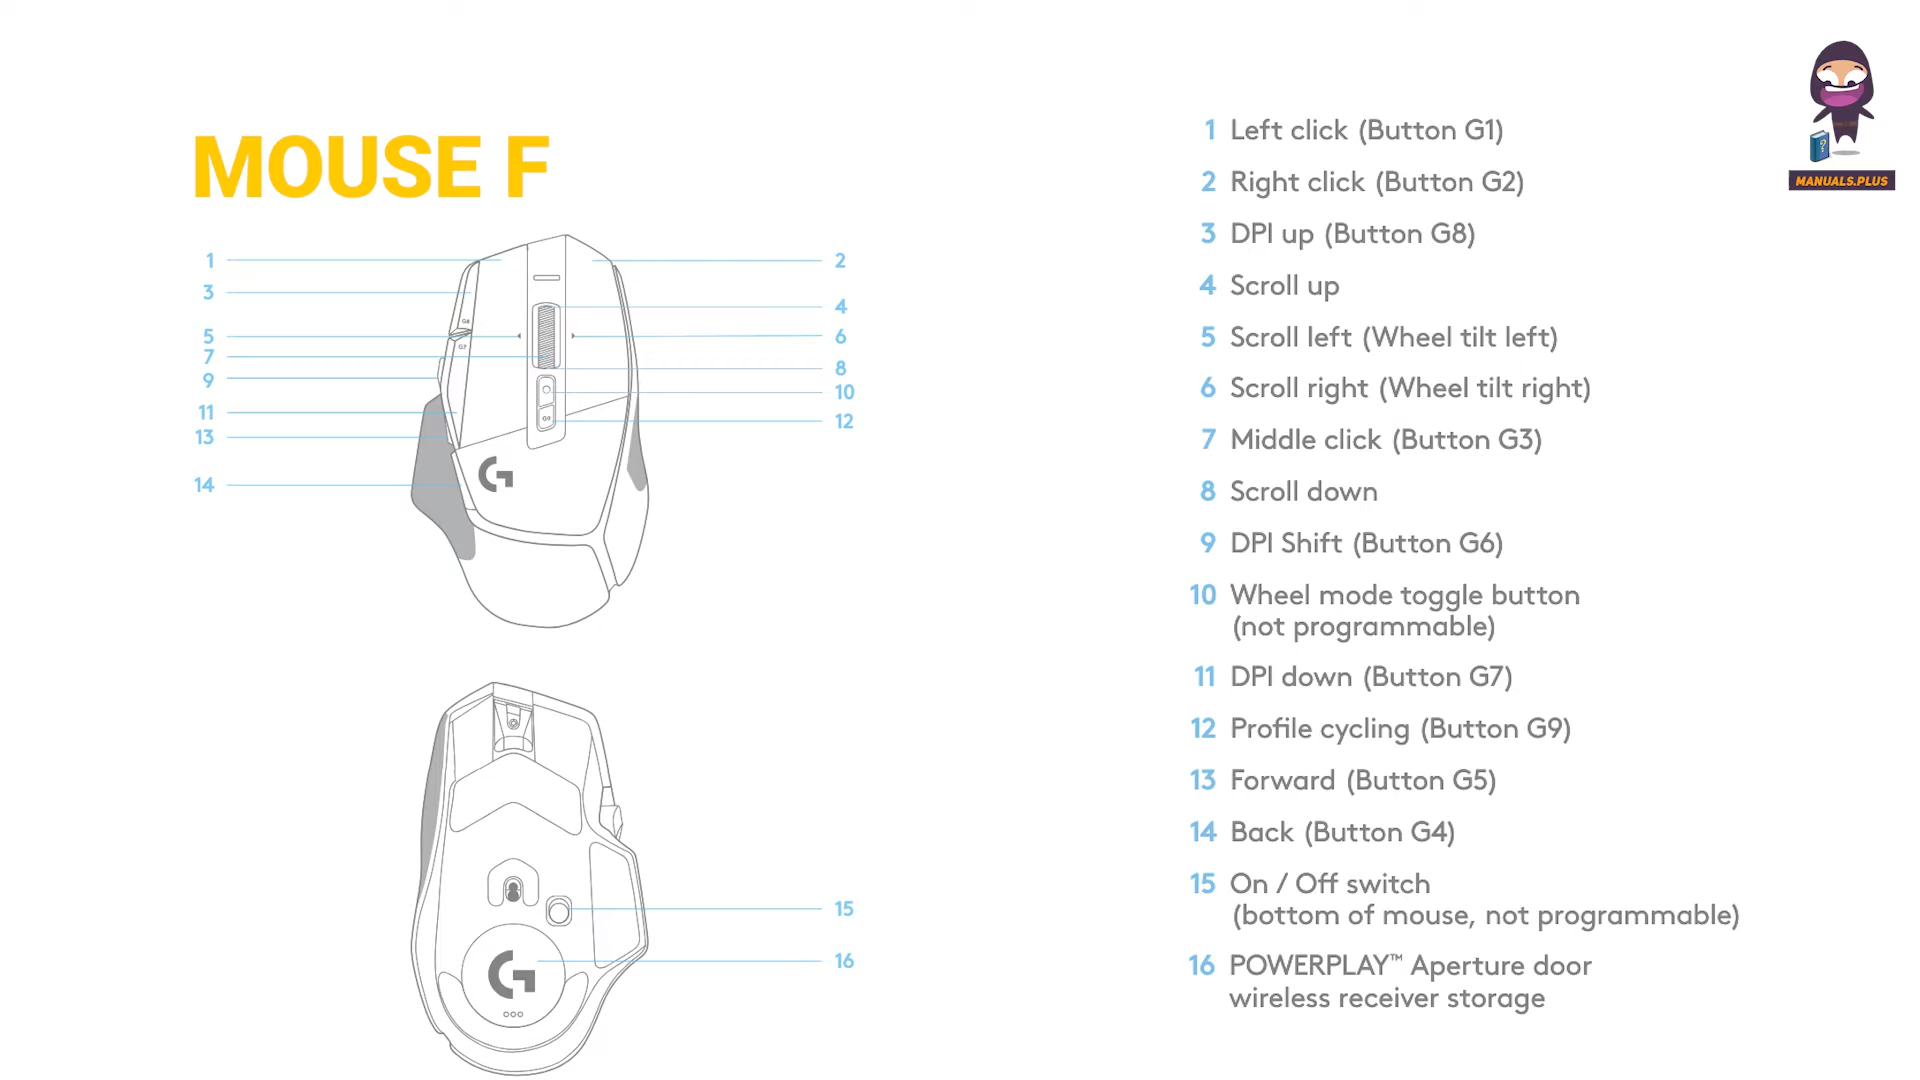 MOUSE F
1
2
3
4
5
6
7
8
9
10
11
12
13
14
G8
G7
G9
15
16
1 Left click (Button G1)
2 Right click (Button G2)
3 DPI up (Button G8)
4 Scroll up
5 Scroll left (Wheel tilt left)
6 Scroll right (Wheel tilt right)
7 Middle click (Button G3)
8 Scroll down
9 DPI Shift (Button G6)
10 Wheel mode toggle button
(not programmable)
11 DPI down (Button G7)
12 Profile cycling (Button G9)
13 Forward (Button G5)
14 Back (Button G4)
15 On / Off switch
(bottom of mouse, not programmable)
16 POWERPLAY™ Aperture door
wireless receiver storage
?
MANUALS.PLUS